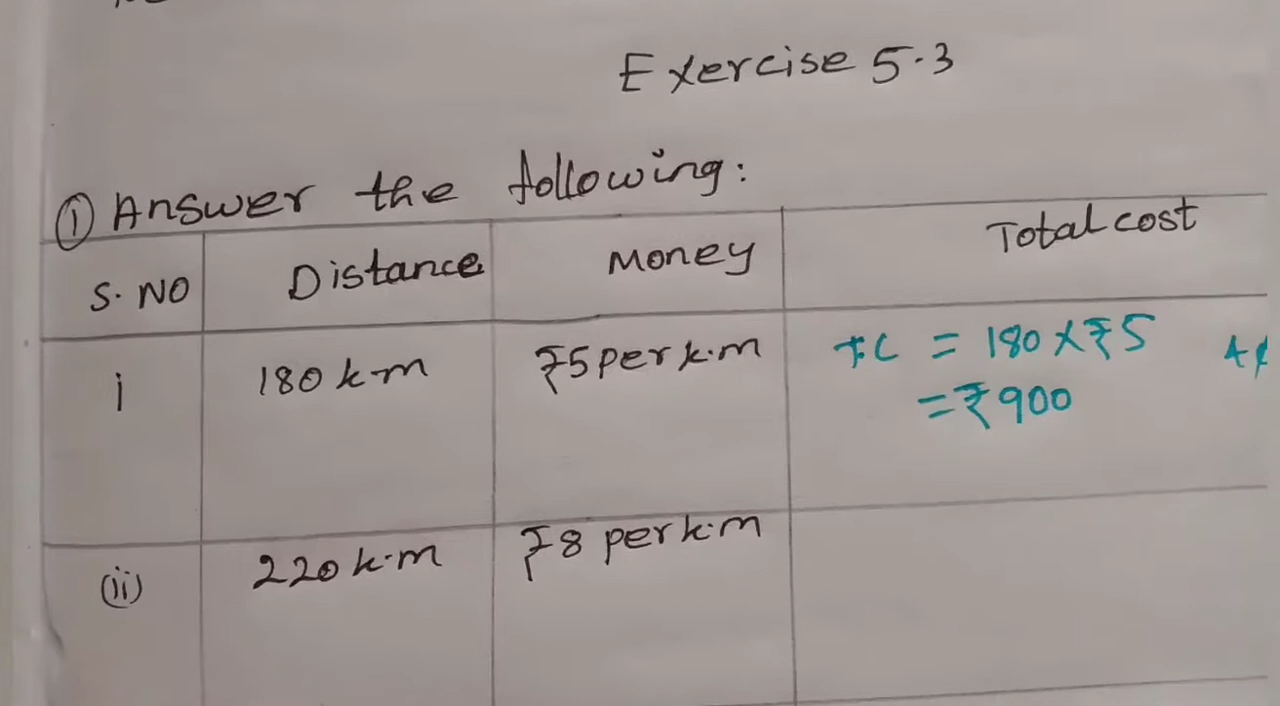 Exercise 5.3
① Answer the following:
S. NO Distance Money Total cost
i 180 k.m ₹5 per k.m T.C = 180 X ₹5
= ₹900
(ii) 220 k.m ₹8 per k.m